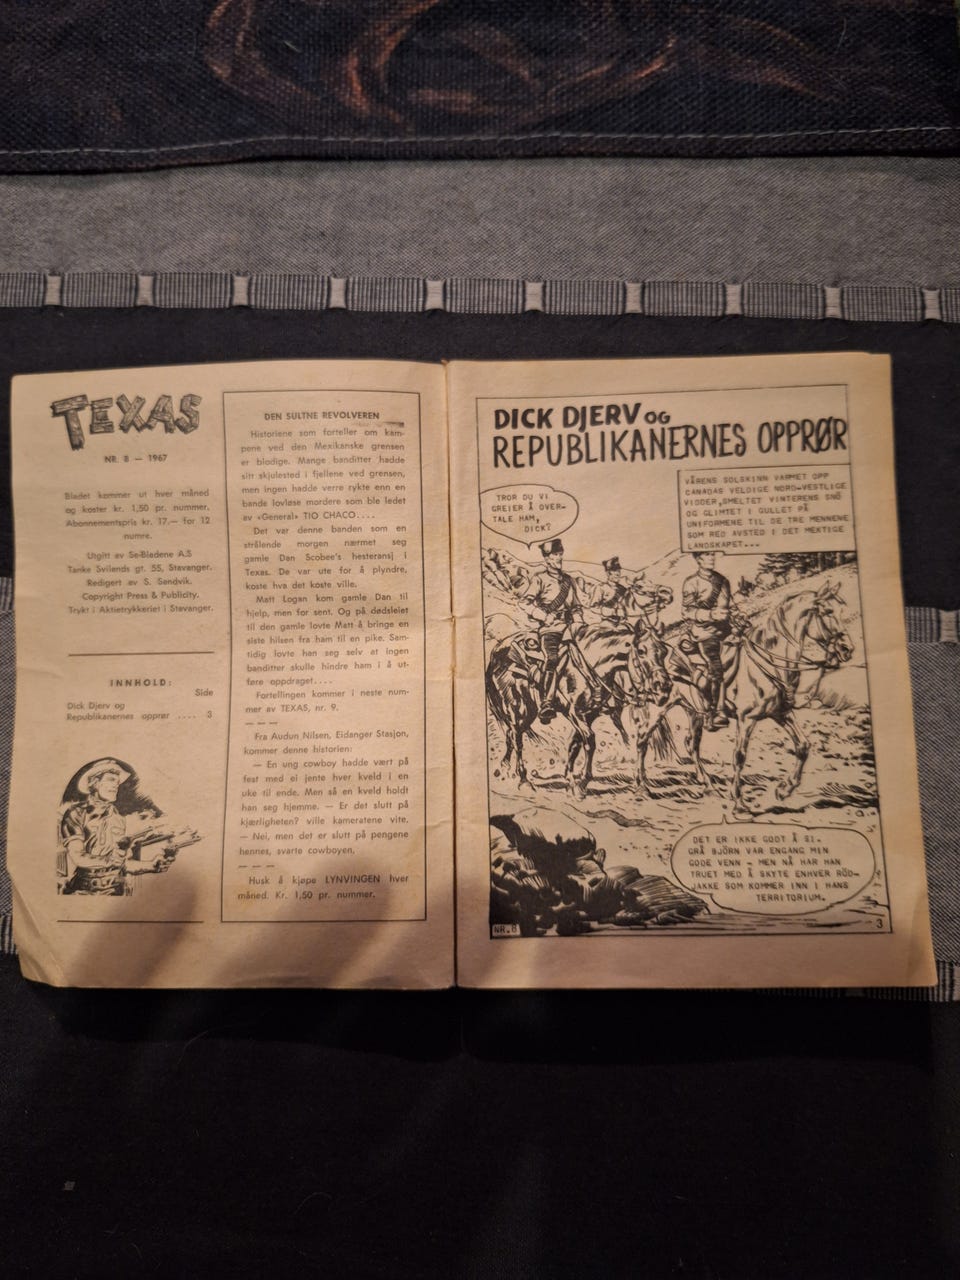 TEXAS
NR. 8 — 1967
Bladet kommer ut hver måned
og koster kr. 1,50 pr. nummer.
Abonnementspris kr. 17.— for 12
numre.
Utgitt av Se-Bladene A.S
Tanke Svilends gt. 55, Stavanger.
Redigert av S. Sandvik.
Copyright Press & Publicity.
Trykt i Aktietrykkeriet i Stavanger.
INNHOLD:
Side
Dick Djerv og
Republikanernes opprør .... 3
DEN SULTNE REVOLVEREN
Historiene som forteller om kam-
pene ved den Mexikanske grensen
er blodige. Mange banditter hadde
sitt skjulested i fjellene ved grensen,
men ingen hadde verre rykte enn en
bande lovløse mordere som ble ledet
av «General» TIO CHACO....
Det var denne banden som en
strålende morgen nærmet seg
gamle Dan Scobee's hesteransj i
Texas. De var ute for å plyndre,
koste hva det koste ville.
Matt Logan kom gamle Dan til
hjelp, men for sent. Og på dødsleiet
til den gamle lovte Matt å bringe en
siste hilsen fra ham til en pike. Sam-
tidig lovte han seg selv at ingen
banditter skulle hindre ham i å ut-
føre oppdraget....
Fortellingen kommer i neste num-
mer av TEXAS, nr. 9.
— — —
Fra Audun Nilsen, Eidanger Stasjon,
kommer denne historien:
— En ung cowboy hadde vært på
fest med ei jente hver kveld i en
uke til ende. Men så en kveld holdt
han seg hjemme. — Er det slutt på
kjærligheten? ville kameratene vite.
— Nei, men det er slutt på pengene
hennes, svarte cowboyen.
— — —
Husk å kjøpe LYNVINGEN hver
måned. Kr. 1,50 pr. nummer.
DICK DJERV OG
REPUBLIKANERNES OPPRØR
VÅRENS SOLSKINN VARMET OPP
CANADAS VELDIGE NORD-VESTLIGE
VIDDER, SMELTET VINTERENS SNÖ
OG GLIMTET I GULLET PÅ
UNIFORMENE TIL DE TRE MENNENE
SOM RED AVSTED I DET MEKTIGE
LANDSKAPET...
TROR DU VI
GREIER Å OVER-
TALE HAM,
DICK?
DET ER IKKE GODT Å SI.
GRÅ BJÖRN VAR ENGANG MIN
GODE VENN - MEN NÅ HAR HAN
TRUET MED Å SKYTE ENHVER RÖD-
JAKKE SOM KOMMER INN I HANS
TERRITORIUM.
NR. 8
3